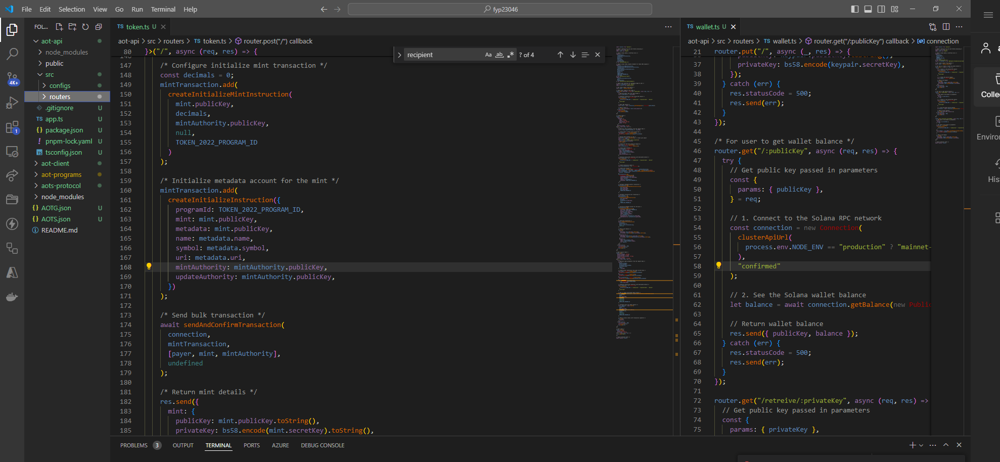 File Edit Selection View Go Run Terminal Help
fyp23046
FOL...
aot-api
node_modules
public
src
configs
routers
.gitignore U
TS app.ts U
{} package.json U
! pnpm-lock.yaml U
TS tsconfig.json U
aot-client
aot-programs
aots-protocol
node_modules
{} AOTG.json U
{} AOTS.json U
README.md
4K+
1
TS token.ts U
aot-api > src > routers > TS token.ts > router.post("/") callback
recipient Aa ab .* ? of 4
80 }>("/", async (req, res) => {
147 /* Configure initialize mint transaction */
148 const decimals = 0;
149 mintTransaction.add(
150 createInitializeMintInstruction(
151 mint.publicKey,
152 decimals,
153 mintAuthority.publicKey,
154 null,
155 TOKEN_2022_PROGRAM_ID
156 )
157 );
158
159 /* Initialize metadata account for the mint */
160 mintTransaction.add(
161 createInitializeInstruction({
162 programId: TOKEN_2022_PROGRAM_ID,
163 mint: mint.publicKey,
164 metadata: mint.publicKey,
165 name: metadata.name,
166 symbol: metadata.symbol,
167 uri: metadata.uri,
168 mintAuthority: mintAuthority.publicKey,
169 updateAuthority: mintAuthority.publicKey,
170 })
171 );
172
173 /* Send bulk transaction */
174 await sendAndConfirmTransaction(
175 connection,
176 mintTransaction,
177 [payer, mint, mintAuthority],
178 undefined
179 );
180
181 /* Return mint details */
182 res.send({
183 mint: {
184 publicKey: mint.publicKey.toString(),
185 privateKey: bs58.encode(mint.secretKey).toString(),
TS wallet.ts U
aot-api > src > routers > TS wallet.ts > router.get("/:publicKey") callback > connection
21 router.put("/", async (_, res) => {
37 privateKey: bs58.encode(keypair.secretKey),
38 });
39 } catch (err) {
40 res.statusCode = 500;
41 res.send(err);
42 }
43 });
44
45 /* For user to get wallet balance */
46 router.get("/:publicKey", async (req, res) => {
47 try {
48 // Get public key passed in parameters
49 const {
50 params: { publicKey },
51 } = req;
52
53 // 1. Connect to the Solana RPC network
54 const connection = new Connection(
55 clusterApiUrl(
56 process.env.NODE_ENV == "production" ? "mainnet-
57 ),
58 "confirmed"
59 );
60
61 // 2. See the Solana wallet balance
62 let balance = await connection.getBalance(new Public
63
64 // Return wallet balance
65 res.send({ publicKey, balance });
66 } catch (err) {
67 res.statusCode = 500;
68 res.send(err);
69 }
70 });
71
72 router.get("/retreive/:privateKey", async (req, res) =>
73 // Get public key passed in parameters
74 const {
75 params: { privateKey },
PROBLEMS 3 OUTPUT TERMINAL PORTS AZURE DEBUG CONSOLE
Collec
Environ
His